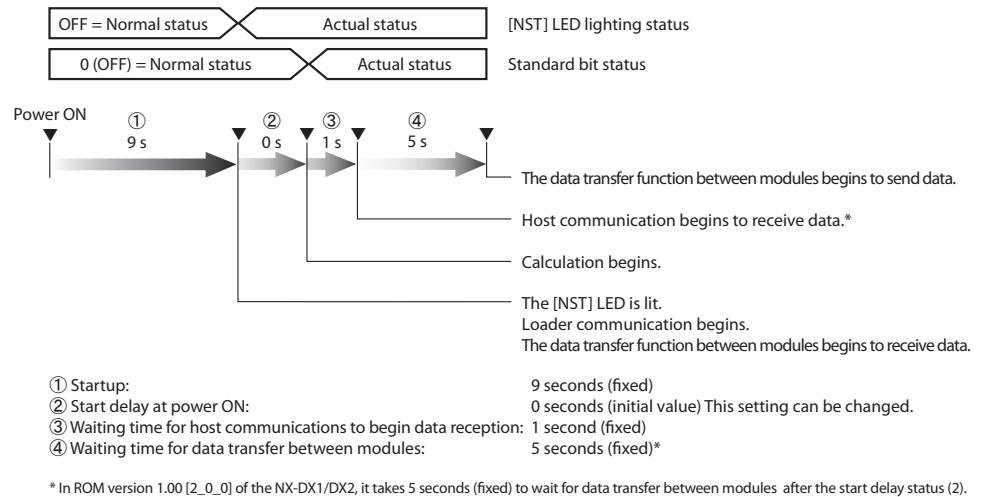 OFF = Normal status Actual status [NST] LED lighting status
0 (OFF) = Normal status Actual status Standard bit status
Power ON
① ② ③ ④
9 s 0 s 1 s 5 s
The data transfer function between modules begins to send data.
Host communication begins to receive data.*
Calculation begins.
The [NST] LED is lit.
Loader communication begins.
The data transfer function between modules begins to receive data.
① Startup: 9 seconds (fixed)
② Start delay at power ON: 0 seconds (initial value) This setting can be changed.
③ Waiting time for host communications to begin data reception: 1 second (fixed)
④ Waiting time for data transfer between modules: 5 seconds (fixed)*
* In ROM version 1.00 [2_0_0] of the NX-DX1/DX2, it takes 5 seconds (fixed) to wait for data transfer between modules after the start delay status (2).